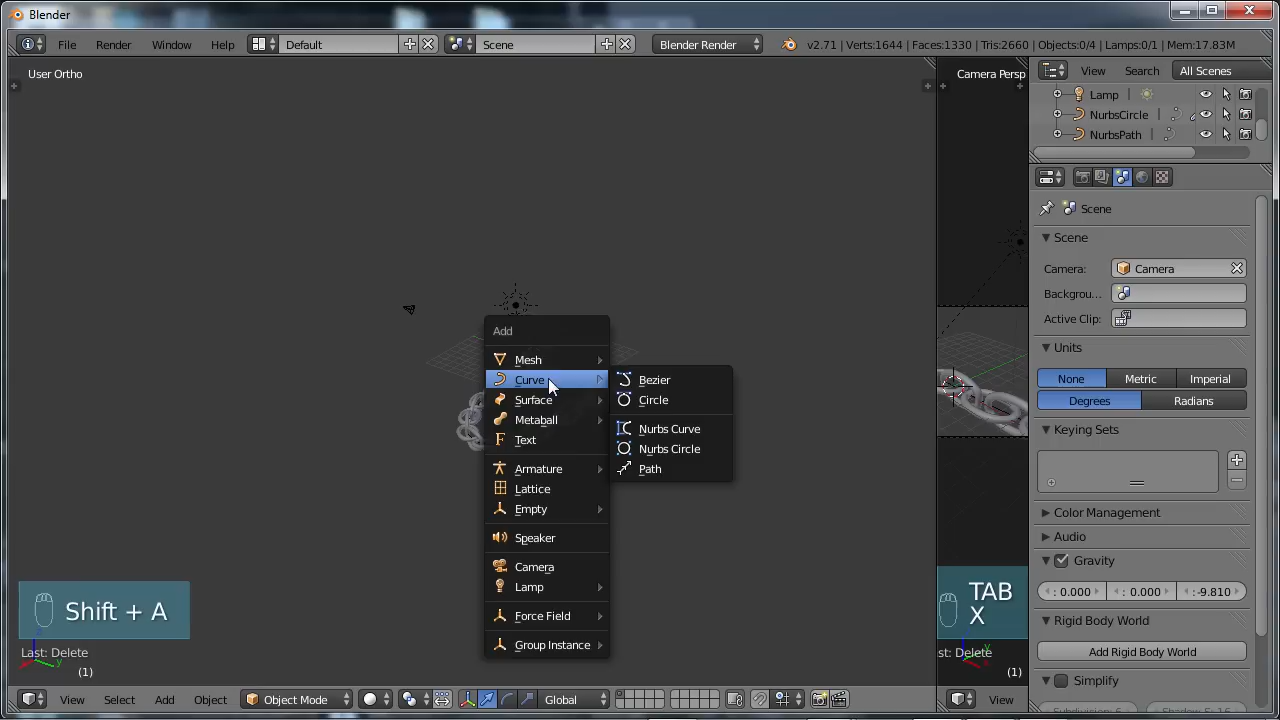 Blender
File Render Window Help Default Scene Blender Render v2.71 | Verts:1644 | Faces:1330 | Tris:2660 | Objects:0/4 | Lamps:0/1 | Mem:17.83M
User Ortho
Camera Persp
View Search All Scenes
Lamp
NurbsCircle
NurbsPath
Scene
Scene
Camera: Camera
Backgrou...
Active Clip:
Units
None Metric Imperial
Degrees Radians
Keying Sets
Color Management
Audio
Gravity
: 0.000 : 0.000 :-9.810
Rigid Body World
Add Rigid Body World
Simplify
Add
Mesh
Curve
Surface
Metaball
Text
Armature
Lattice
Empty
Speaker
Camera
Lamp
Force Field
Group Instance
Bezier
Circle
Nurbs Curve
Nurbs Circle
Path
Shift + A
Last: Delete
(1)
TAB
X
st: Delete
(1)
View Select Add Object Object Mode Global
View